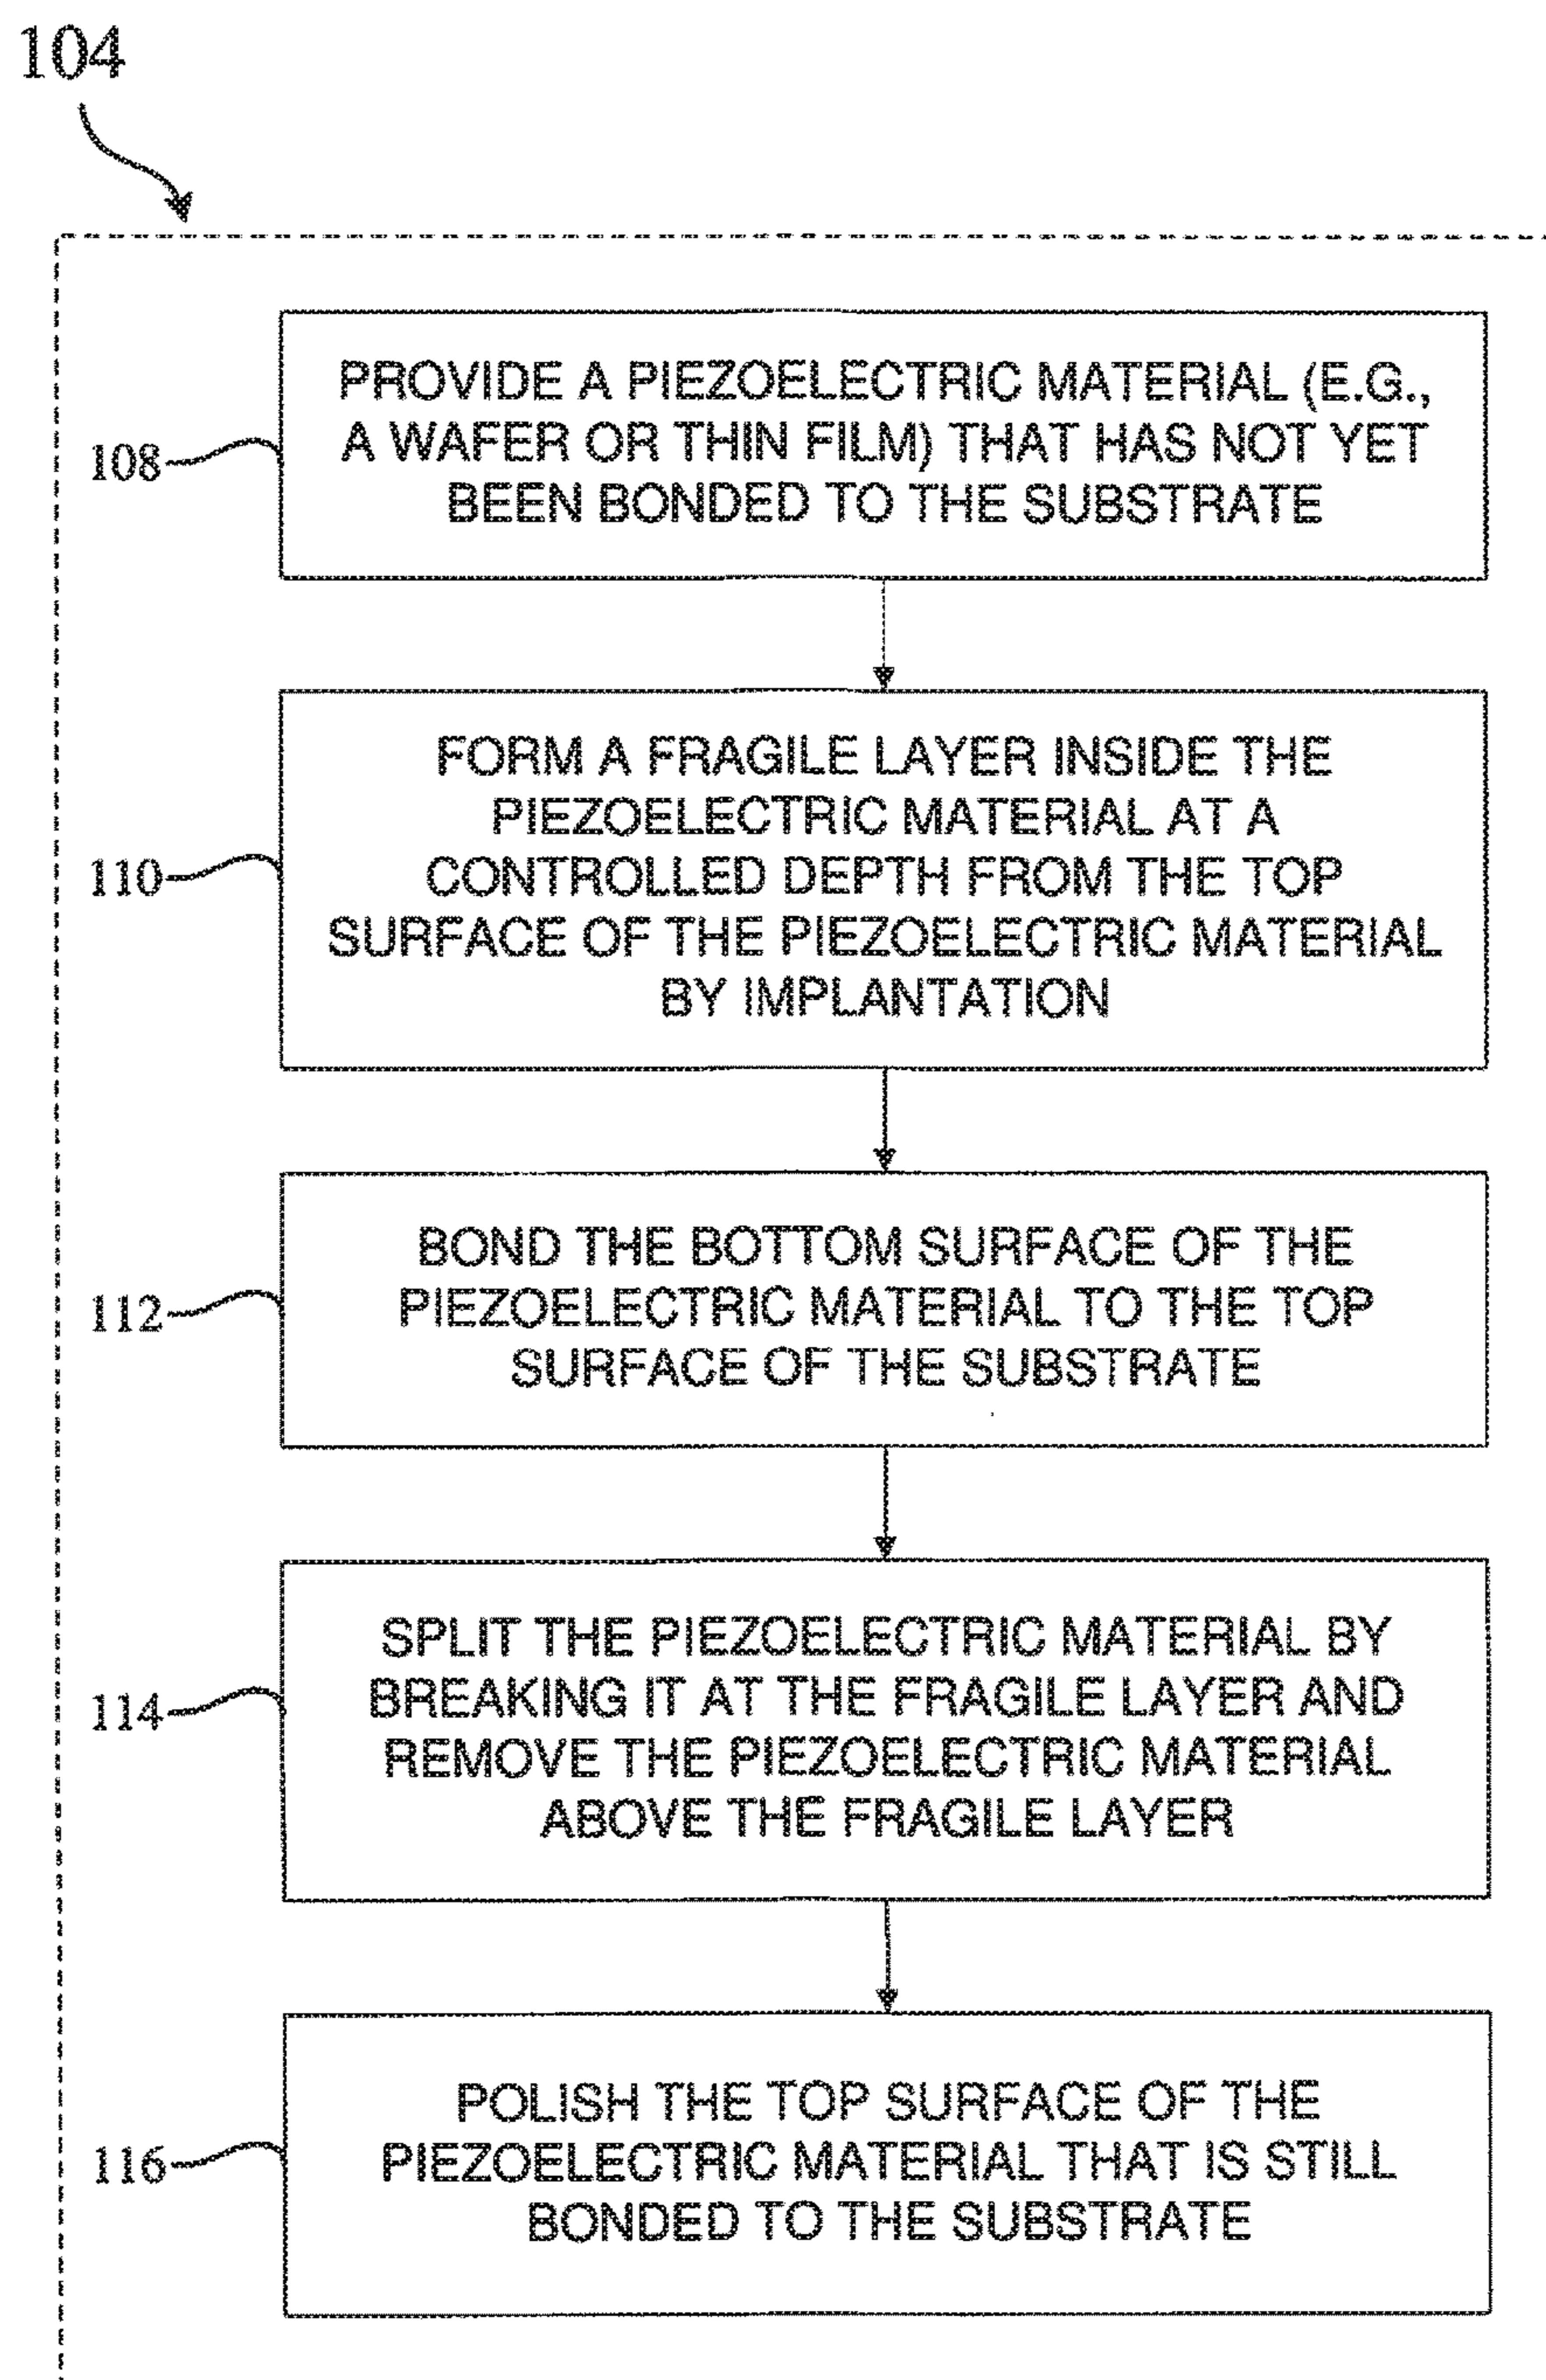 104
108
PROVIDE A PIEZOELECTRIC MATERIAL (E.G.,
A WAFER OR THIN FILM) THAT HAS NOT YET
BEEN BONDED TO THE SUBSTRATE
110
FORM A FRAGILE LAYER INSIDE THE
PIEZOELECTRIC MATERIAL AT A
CONTROLLED DEPTH FROM THE TOP
SURFACE OF THE PIEZOELECTRIC MATERIAL
BY IMPLANTATION
112
BOND THE BOTTOM SURFACE OF THE
PIEZOELECTRIC MATERIAL TO THE TOP
SURFACE OF THE SUBSTRATE
114
SPLIT THE PIEZOELECTRIC MATERIAL BY
BREAKING IT AT THE FRAGILE LAYER AND
REMOVE THE PIEZOELECTRIC MATERIAL
ABOVE THE FRAGILE LAYER
116
POLISH THE TOP SURFACE OF THE
PIEZOELECTRIC MATERIAL THAT IS STILL
BONDED TO THE SUBSTRATE